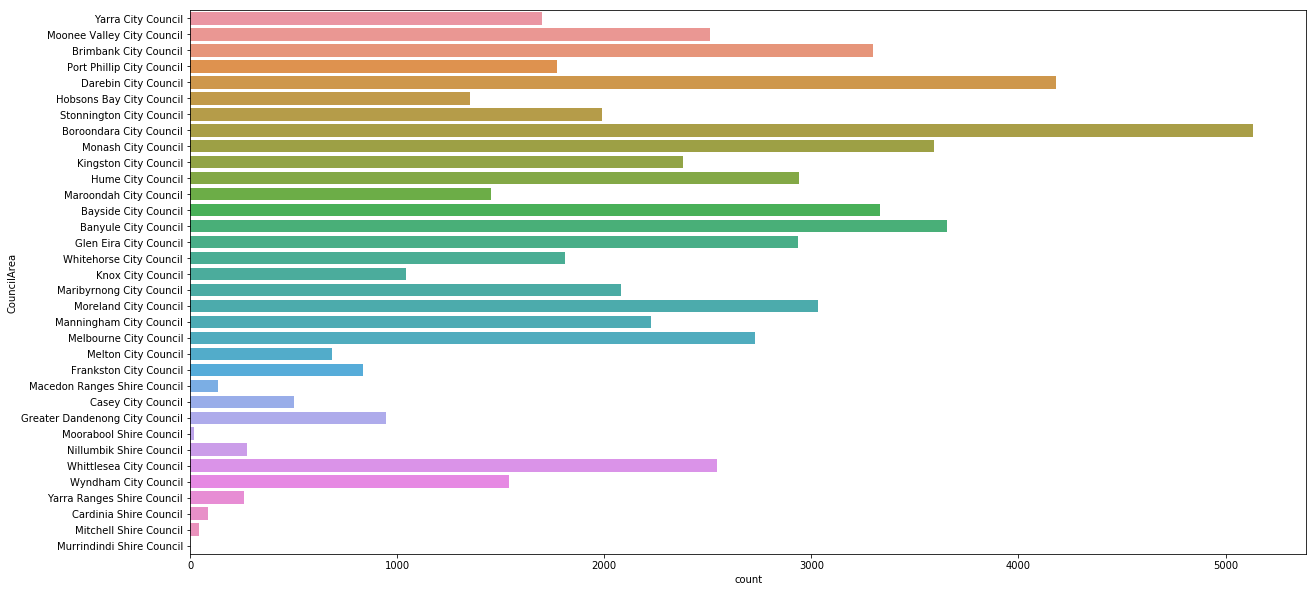 Yarra City Council
Moonee Valley City Council
Brimbank City Council
Port Phillip City Council
Darebin City Council
Hobsons Bay City Council
Stonnington City Council
Boroondara City Council
Monash City Council
Kingston City Council
Hume City Council
Maroondah City Council
Bayside City Council
Banyule City Council
Glen Eira City Council
Whitehorse City Council
Knox City Council
Maribyrnong City Council
Moreland City Council
Manningham City Council
Melbourne City Council
Melton City Council
Frankston City Council
Macedon Ranges Shire Council
Casey City Council
Greater Dandenong City Council
Moorabool Shire Council
Nillumbik Shire Council
Whittlesea City Council
Wyndham City Council
Yarra Ranges Shire Council
Cardinia Shire Council
Mitchell Shire Council
Murrindindi Shire Council
CouncilArea
0 1000 2000 3000 4000 5000
count